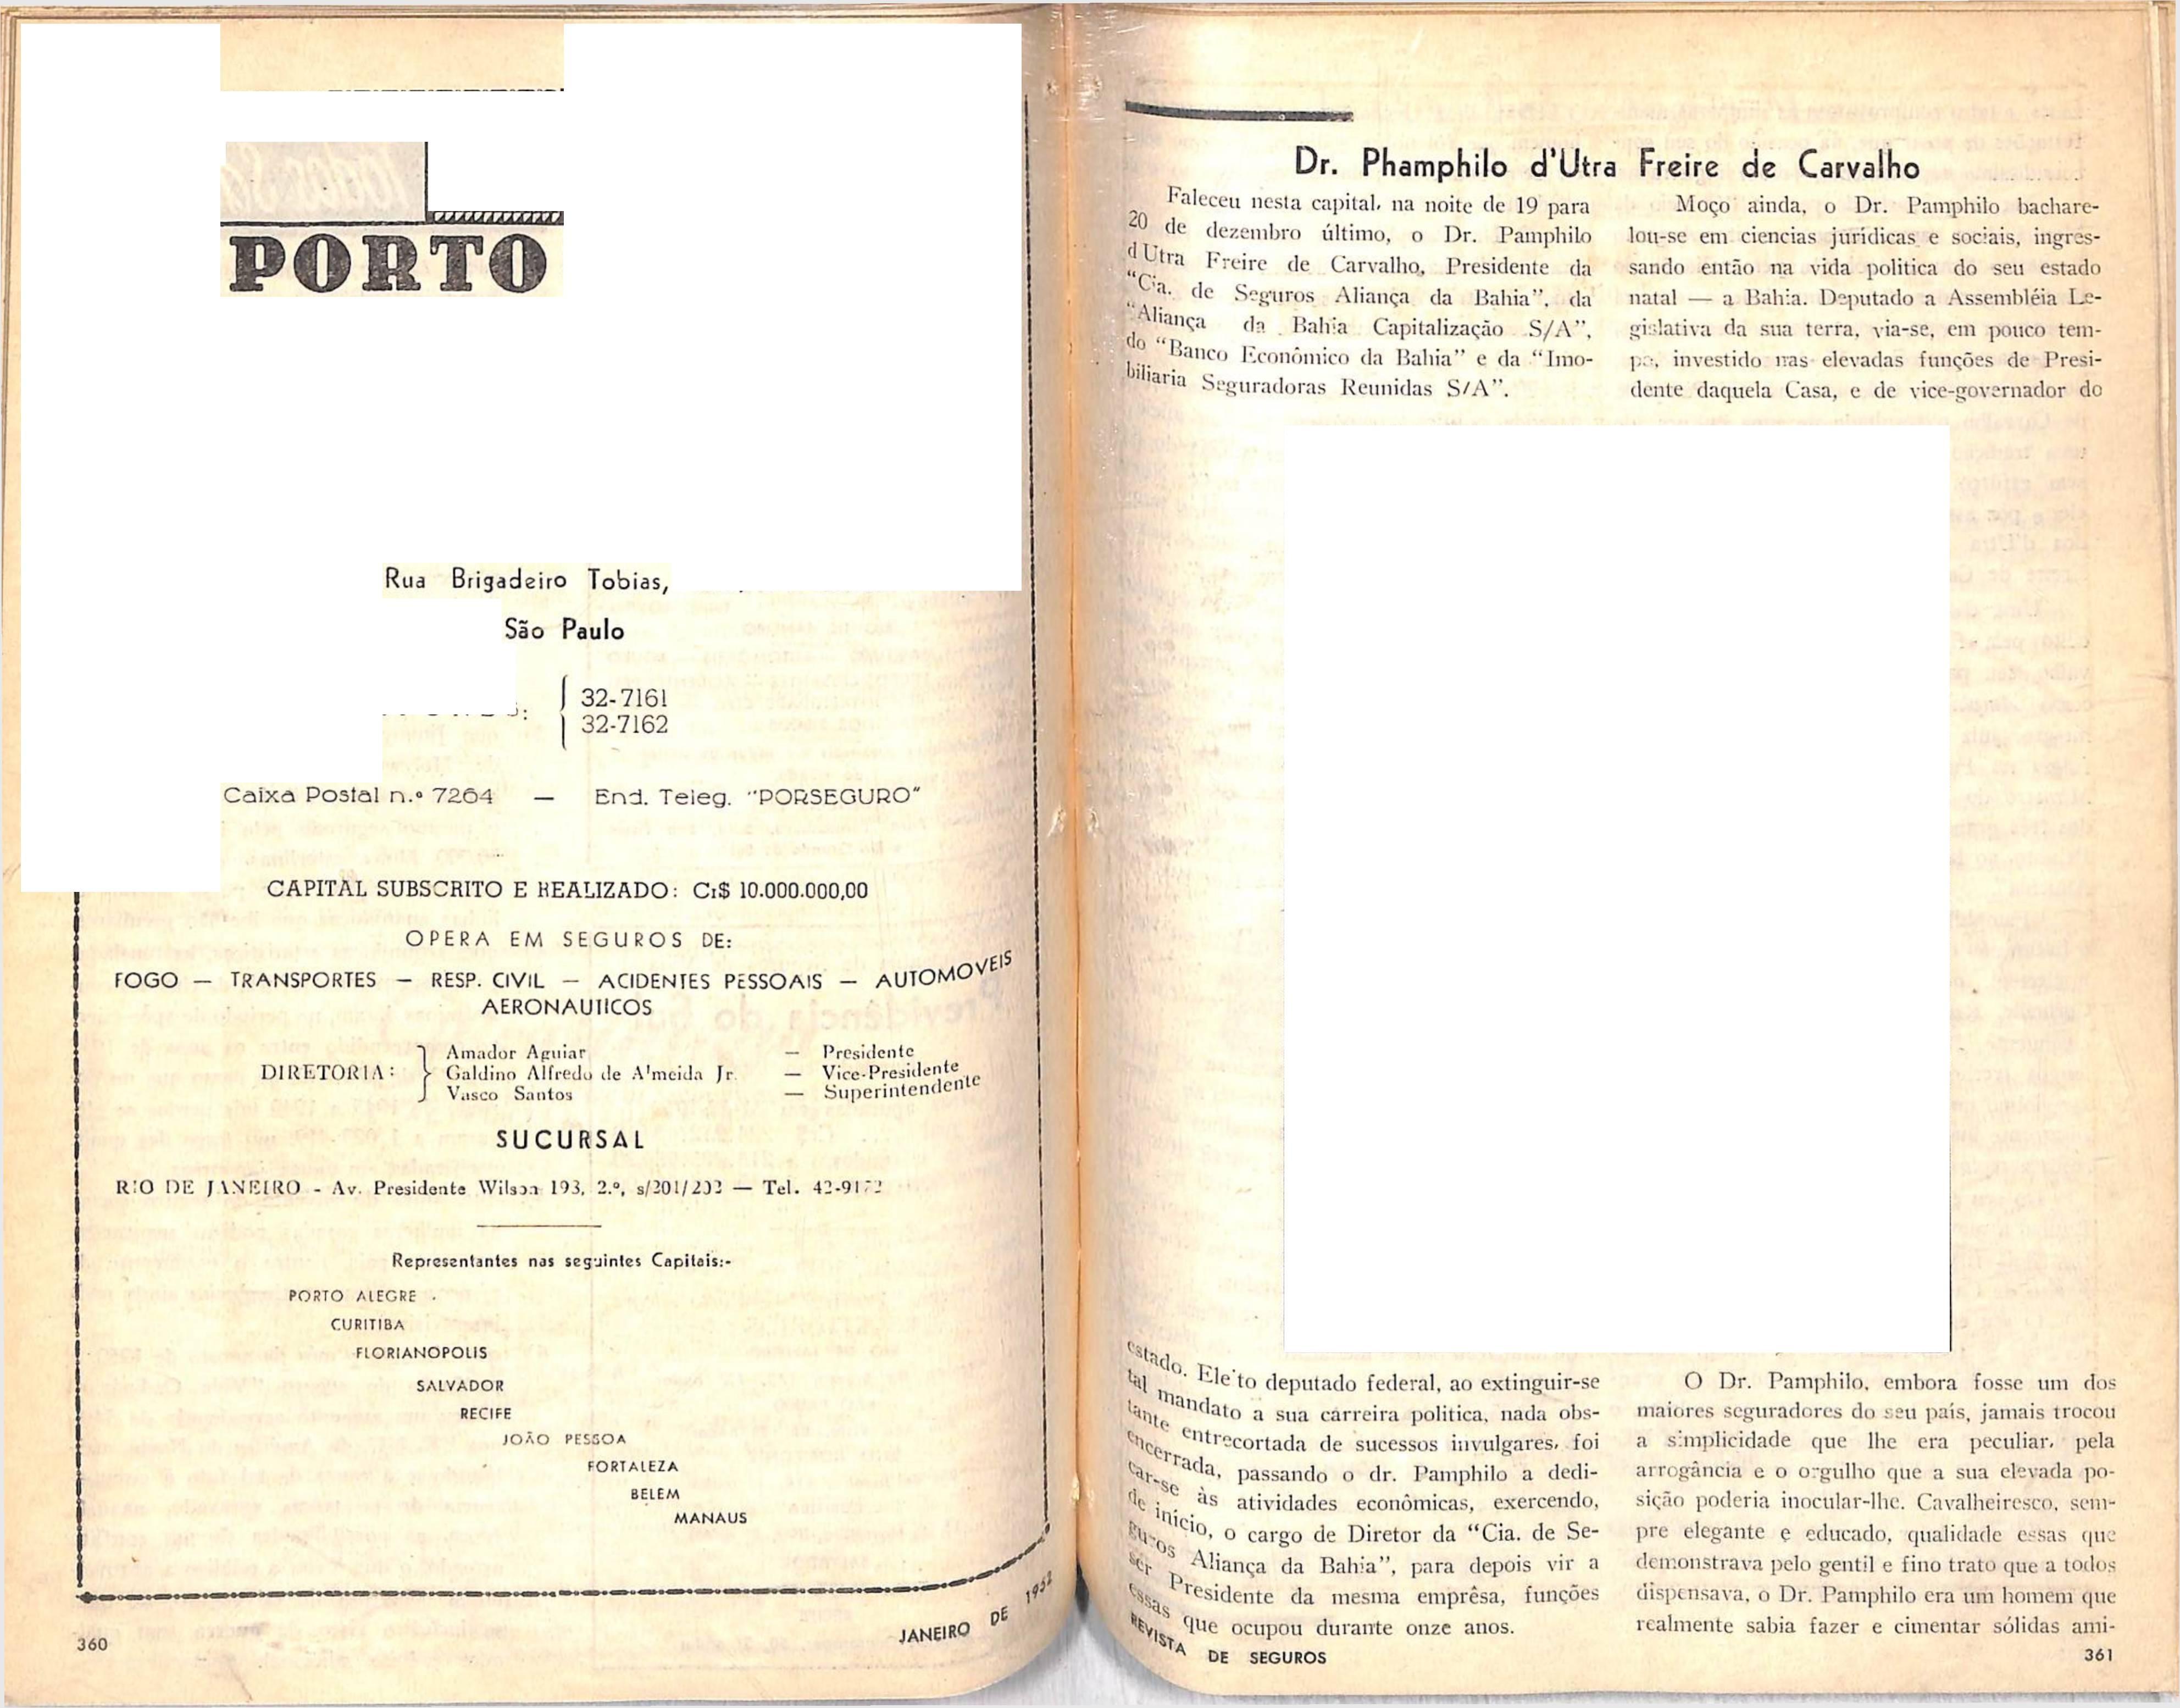 PORTO
Rua Brigadeiro Tobias,
São Paulo
32-7161
32-7162
Caixa Postal n.º 7264 — End. Teleg. "PORSEGURO"
CAPITAL SUBSCRITO E REALIZADO: Cr$ 10.000.000,00
OPERA EM SEGUROS DE:
FOGO — TRANSPORTES — RESP. CIVIL — ACIDENTES PESSOAIS — AUTOMOVEIS
AERONAUTICOS
DIRETORIA:
Amador Aguiar — Presidente
Galdino Alfredo de Almeida Jr. — Vice-Presidente
Vasco Santos — Superintendente
SUCURSAL
RIO DE JANEIRO - Av. Presidente Wilson 193, 2.º, s/201/202 — Tel.
Representantes nas seguintes Capitais:-
PORTO ALEGRE
CURITIBA
FLORIANOPOLIS
SALVADOR
RECIFE
JOÃO PESSOA
FORTALEZA
BELEM
MANAUS
360
JANEIRO DE 1952
Dr. Phamphilo d'Utra Freire de Carvalho
Faleceu nesta capital, na noite de 19 para
20 de dezembro último, o Dr. Pamphilo
d'Utra Freire de Carvalho, Presidente da
"Cia. de Seguros Aliança da Bahia", da
"Aliança da Bahia Capitalização S/A",
do "Banco Econômico da Bahia" e da "Imo-
biliaria Seguradoras Reunidas S/A".
Moço ainda, o Dr. Pamphilo bachare-
lou-se em ciencias jurídicas e sociais, ingres-
sando então na vida politica do seu estado
natal — a Bahia. Deputado a Assembléia Le-
gislativa da sua terra, via-se, em pouco tem-
po, investido nas elevadas funções de Presi-
dente daquela Casa, e de vice-governador do
estado. Eleito deputado federal, ao extinguir-se
tal mandato a sua carreira politica, nada obs-
tante entrecortada de sucessos invulgares, foi
encerrada, passando o dr. Pamphilo a dedi-
car-se às atividades econômicas, exercendo,
de início, o cargo de Diretor da "Cia. de Se-
guros Aliança da Bahia", para depois vir a
ser Presidente da mesma emprêsa, funções
essas que ocupou durante onze anos.
O Dr. Pamphilo, embora fosse um dos
maiores seguradores do seu país, jamais trocou
a simplicidade que lhe era peculiar, pela
arrogância e o orgulho que a sua elevada po-
sição poderia inocular-lhe. Cavalheiresco, sem-
pre elegante e educado, qualidade essas que
demonstrava pelo gentil e fino trato que a todos
dispensava, o Dr. Pamphilo era um homem que
realmente sabia fazer e cimentar sólidas ami-
REVISTA DE SEGUROS
361